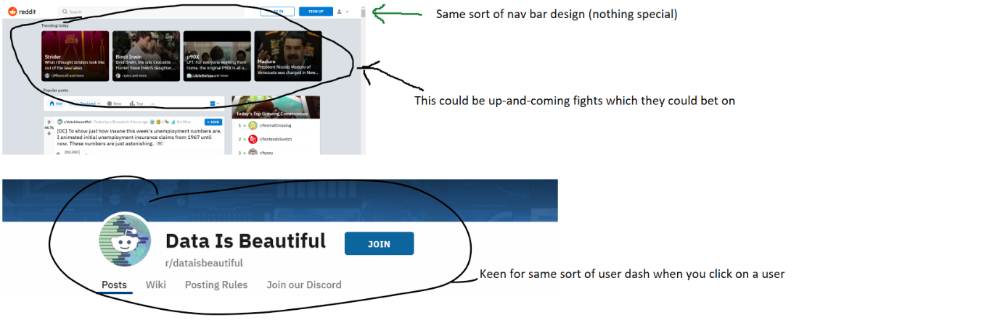 reddit
Search
LOG IN
SIGN UP
Same sort of nav bar design (nothing special)
Trending today
Strider
What i thought striders look like
out of the lava lakes
r/Minecraft and more
Bindi Irwin
Bindi Irwin, the late Crocodile
Hunter Steve Irwin's daughter,...
r/pics and more
p90X
LPT: For everyone working from
home, the original P90X is all u...
and more
Maduro
President Nicolás Maduro of
Venezuela was charged in New...
This could be up-and-coming fights which they could bet on
Popular posts
Hot
New Zealand
New
Top
...
Today's Top Growing Communities
r/dataisbeautiful
Posted by
4 hours ago
6 More
+ JOIN
44.7k
[OC] To show just how insane this week's unemployment numbers are,
I animated initial unemployment insurance claims from 1967 until
now. These numbers are just astonishing.
OC
350,000
1
r/AnimalCrossing
2
r/NintendoSwitch
3
r/funny
Data Is Beautiful
JOIN
r/dataisbeautiful
Keen for same sort of user dash when you click on a user
Posts
Wiki
Posting Rules
Join our Discord